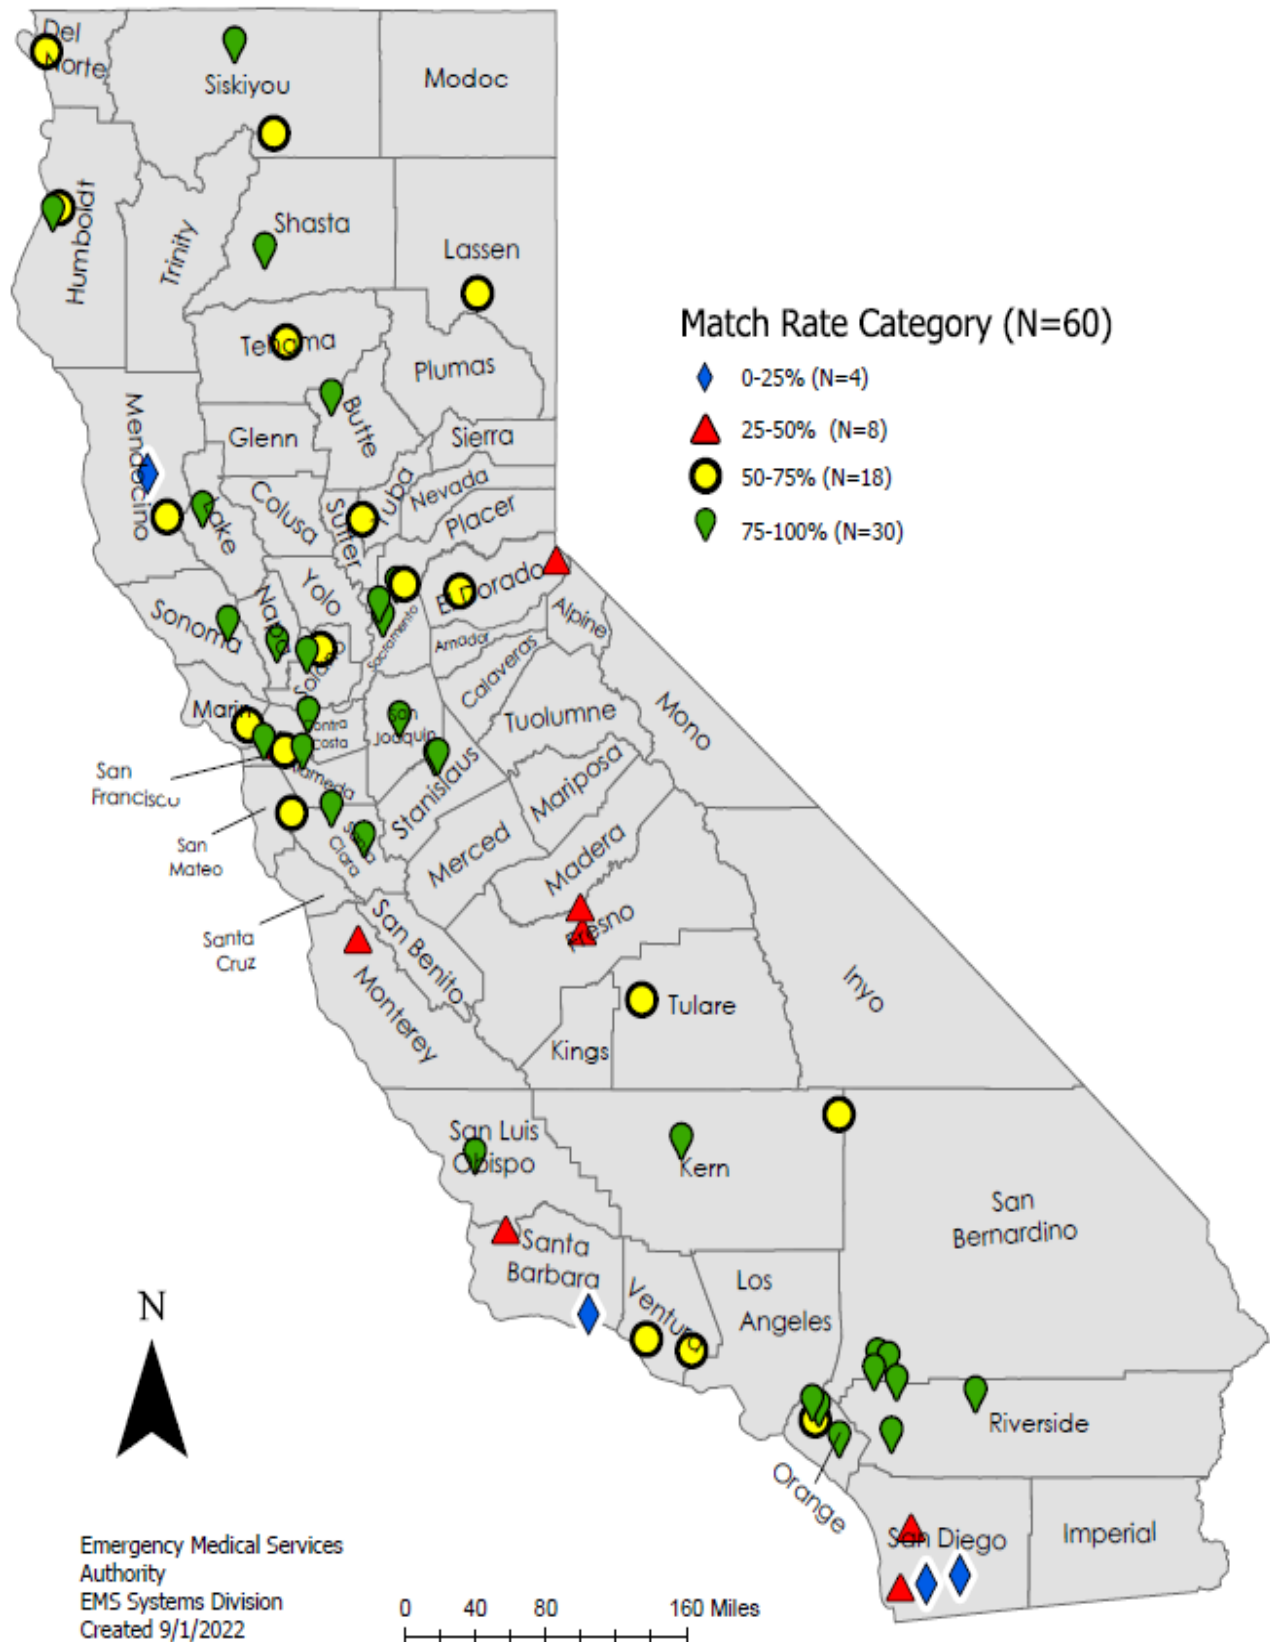 Del
Norte
Siskiyou
Modoc
Humboldt
Trinity
Shasta
Lassen
Match Rate Category (N=60)
0-25% (N=4)
25-50% (N=8)
50-75% (N=18)
75-100% (N=30)
Tehama
Plumas
Mendocino
Glenn
Butte
Sierra
Lake
Colusa
Sutter
Yuba
Nevada
Placer
Sonoma
Napa
Yolo
Sacramento
El Dorado
Alpine
Amador
Solano
Calaveras
Marin
Contra
Costa
San
Joaquin
Tuolumne
Mono
San
Francisco
Alameda
Stanislaus
Mariposa
San
Mateo
Santa
Clara
Merced
Madera
Santa
Cruz
San Benito
Fresno
Monterey
Inyo
Tulare
Kings
San Luis
Obispo
Kern
San
Bernardino
Santa
Barbara
Ventura
Los
Angeles
N
Riverside
Orange
San Diego
Imperial
Emergency Medical Services
Authority
EMS Systems Division
Created 9/1/2022
0 40 80 160 Miles